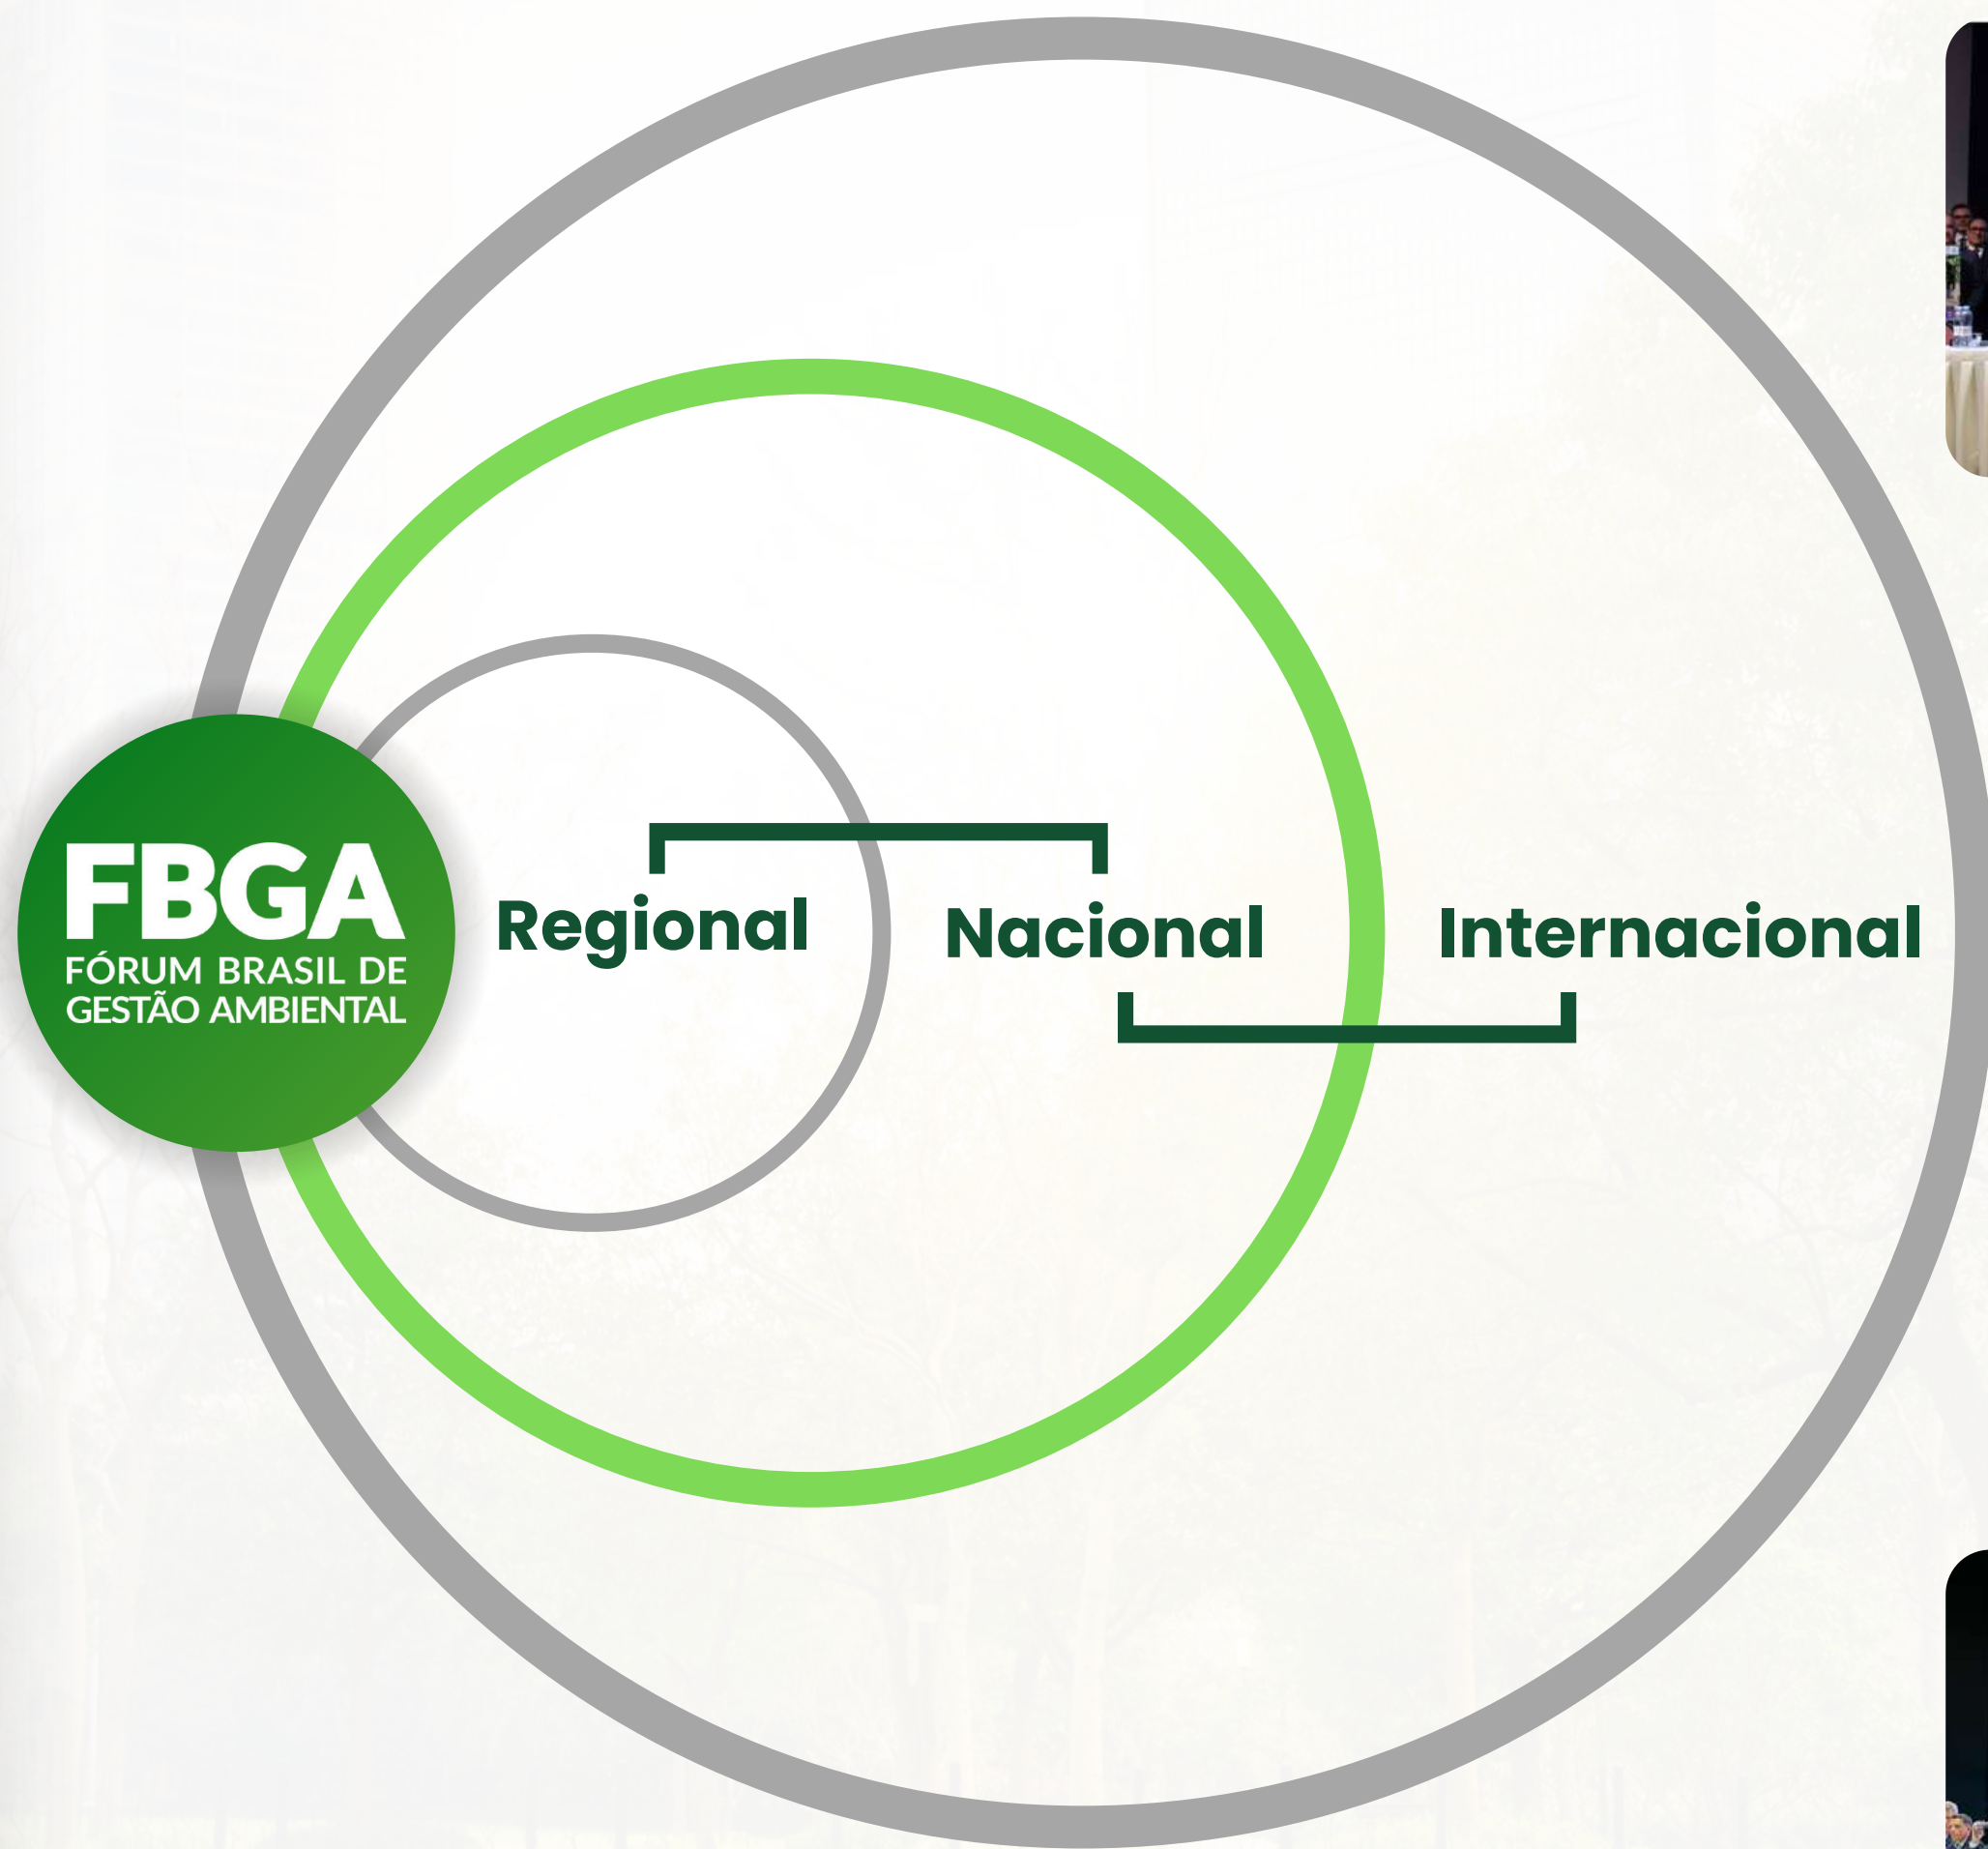 FBGA
FÓRUM BRASIL DE
GESTÃO AMBIENTAL
Regional
Nacional
Internacional